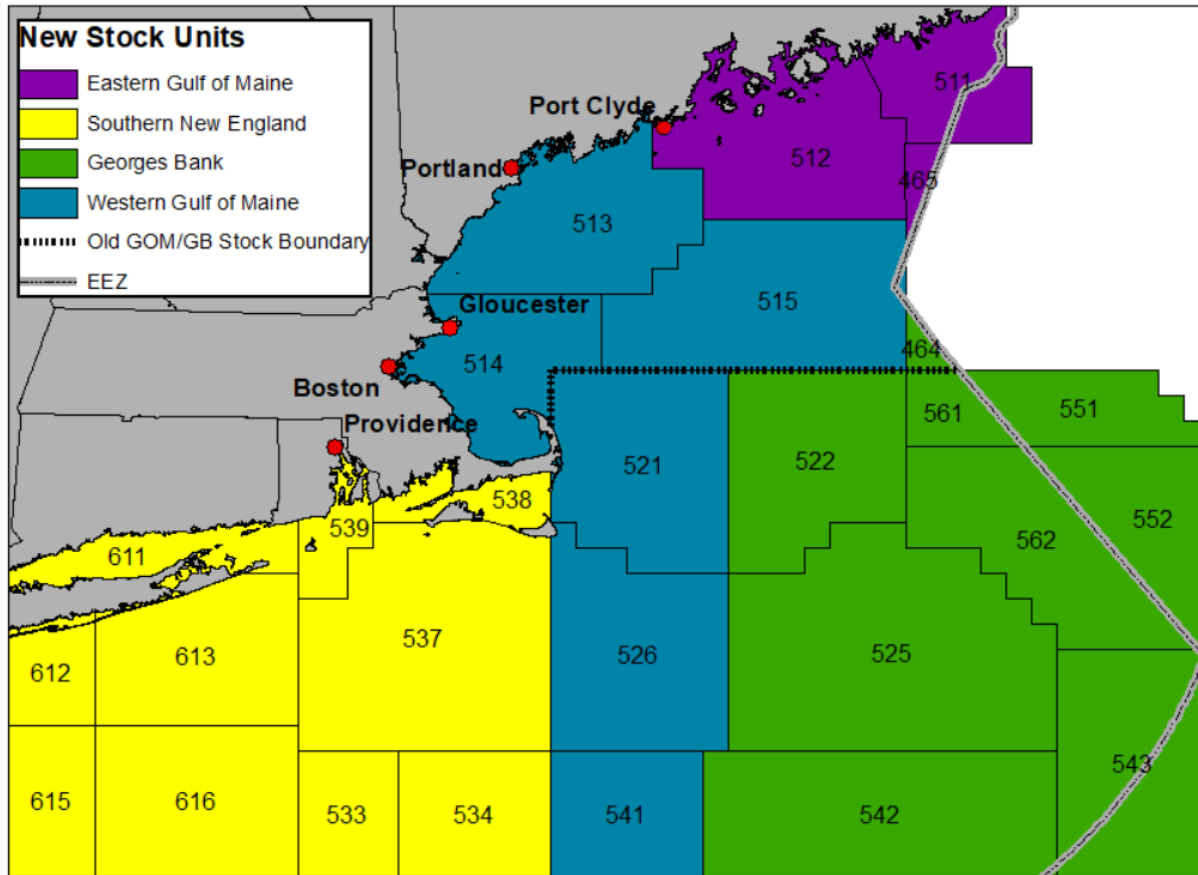 New Stock Units
Eastern Gulf of Maine
Southern New England
Georges Bank
Western Gulf of Maine
Old GOM/GB Stock Boundary
EEZ
511
Port Clyde
512
Portland
465
513
Gloucester
515
464
514
Boston
561
551
Providence
521
522
538
552
539
562
611
537
613
526
525
612
543
615
616
533
534
541
542